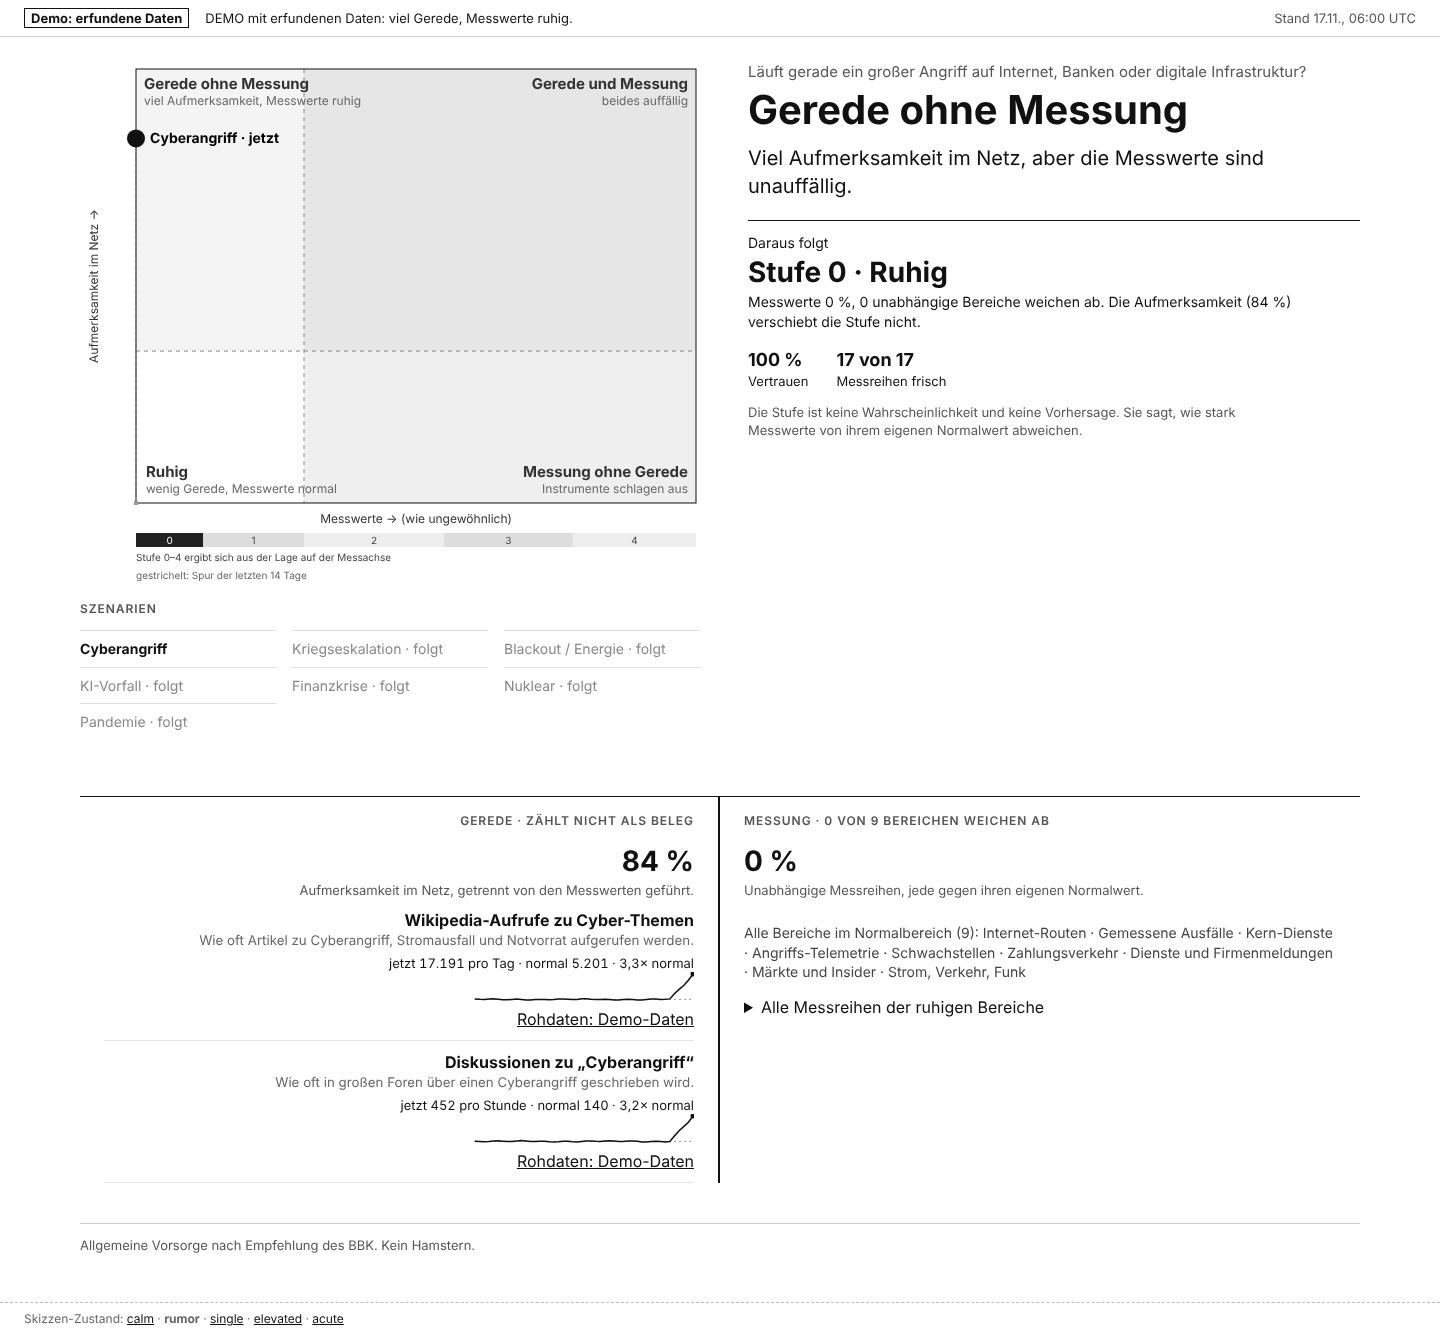 Demo: erfundene Daten
DEMO mit erfundenen Daten: viel Gerede, Messwerte ruhig.
Stand 17.11., 06:00 UTC
Gerede ohne Messung
viel Aufmerksamkeit, Messwerte ruhig
Gerede und Messung
beides auffällig
Cyberangriff · jetzt
Aufmerksamkeit im Netz →
Ruhig
wenig Gerede, Messwerte normal
Messung ohne Gerede
Instrumente schlagen aus
Messwerte → (wie ungewöhnlich)
0 1 2 3 4
Stufe 0–4 ergibt sich aus der Lage auf der Messachse
gestrichelt: Spur der letzten 14 Tage
Läuft gerade ein großer Angriff auf Internet, Banken oder digitale Infrastruktur?
Gerede ohne Messung
Viel Aufmerksamkeit im Netz, aber die Messwerte sind
unauffällig.
Daraus folgt
Stufe 0 · Ruhig
Messwerte 0 %, 0 unabhängige Bereiche weichen ab. Die Aufmerksamkeit (84 %)
verschiebt die Stufe nicht.
100 %
Vertrauen
17 von 17
Messreihen frisch
Die Stufe ist keine Wahrscheinlichkeit und keine Vorhersage. Sie sagt, wie stark
Messwerte von ihrem eigenen Normalwert abweichen.
SZENARIEN
Cyberangriff
Kriegseskalation · folgt
Blackout / Energie · folgt
KI-Vorfall · folgt
Finanzkrise · folgt
Nuklear · folgt
Pandemie · folgt
GEREDE · ZÄHLT NICHT ALS BELEG
84 %
Aufmerksamkeit im Netz, getrennt von den Messwerten geführt.
Wikipedia-Aufrufe zu Cyber-Themen
Wie oft Artikel zu Cyberangriff, Stromausfall und Notvorrat aufgerufen werden.
jetzt 17.191 pro Tag · normal 5.201 · 3,3× normal
Rohdaten: Demo-Daten
Diskussionen zu „Cyberangriff“
Wie oft in großen Foren über einen Cyberangriff geschrieben wird.
jetzt 452 pro Stunde · normal 140 · 3,2× normal
Rohdaten: Demo-Daten
MESSUNG · 0 VON 9 BEREICHEN WEICHEN AB
0 %
Unabhängige Messreihen, jede gegen ihren eigenen Normalwert.
Alle Bereiche im Normalbereich (9): Internet-Routen · Gemessene Ausfälle · Kern-Dienste
· Angriffs-Telemetrie · Schwachstellen · Zahlungsverkehr · Dienste und Firmenmeldungen
· Märkte und Insider · Strom, Verkehr, Funk
▶ Alle Messreihen der ruhigen Bereiche
Allgemeine Vorsorge nach Empfehlung des BBK. Kein Hamstern.
Skizzen-Zustand: calm · rumor · single · elevated · acute